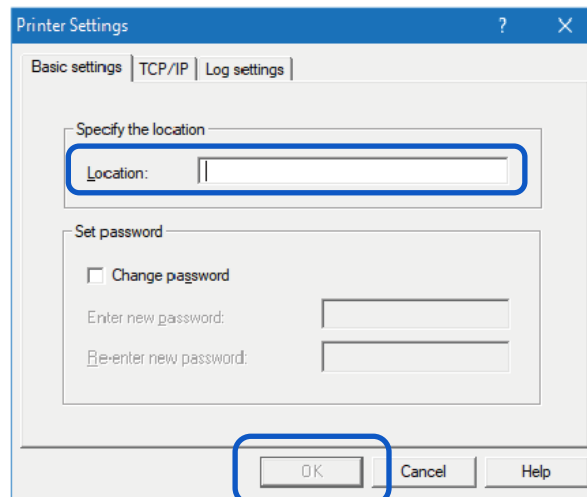 Printer Settings ?
Basic settings TCP/IP Log settings
Specify the location
Location:
Set password
Change password
Enter new password:
Re-enter new password:
OK Cancel Help